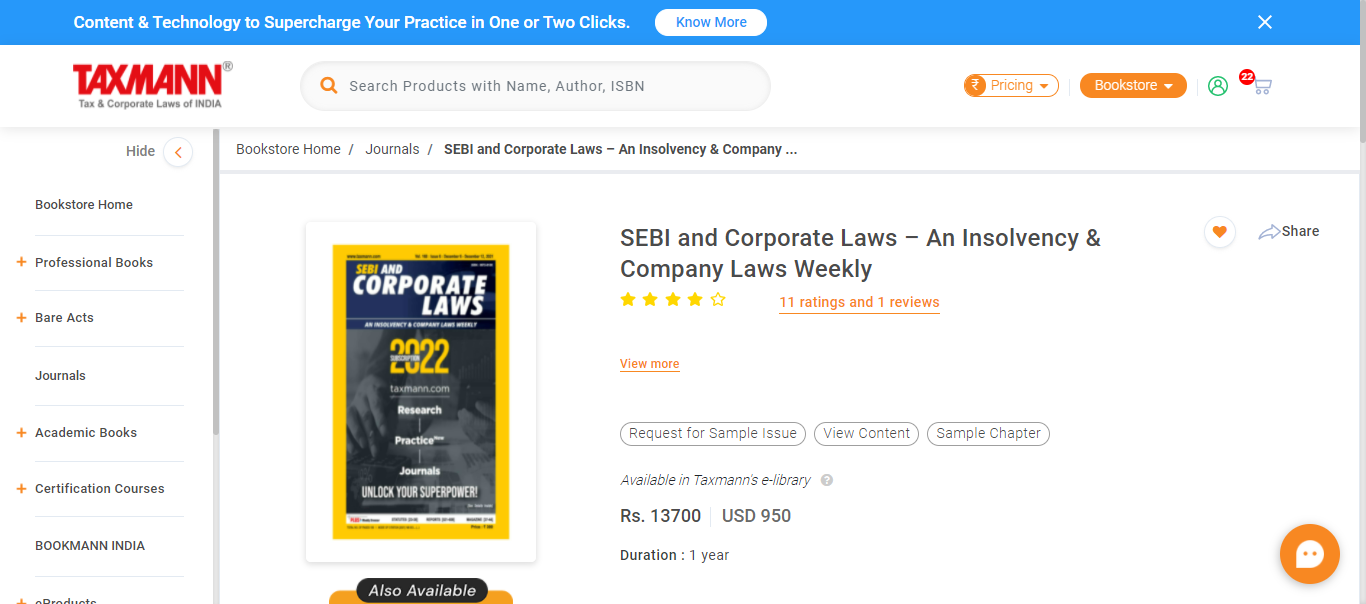 Content & Technology to Supercharge Your Practice in One or Two Clicks.
Know More
TAXMANN®
Tax & Corporate Laws of INDIA
Search Products with Name, Author, ISBN
₹ Pricing
Bookstore
22
Hide
Bookstore Home / Journals / SEBI and Corporate Laws – An Insolvency & Company ...
Bookstore Home
+ Professional Books
+ Bare Acts
Journals
+ Academic Books
+ Certification Courses
BOOKMANN INDIA
+ eProducts
www.taxmann.com
SEBI AND
CORPORATE
LAWS
AN INSOLVENCY & COMPANY LAWS WEEKLY
2022
SUBSCRIPTION
taxmann.com
Research
Practice
Journals
UNLOCK YOUR SUPERPOWER!
Also Available
SEBI and Corporate Laws – An Insolvency &
Company Laws Weekly
11 ratings and 1 reviews
View more
Request for Sample Issue
View Content
Sample Chapter
Available in Taxmann's e-library ?
Rs. 13700 | USD 950
Duration : 1 year
Share